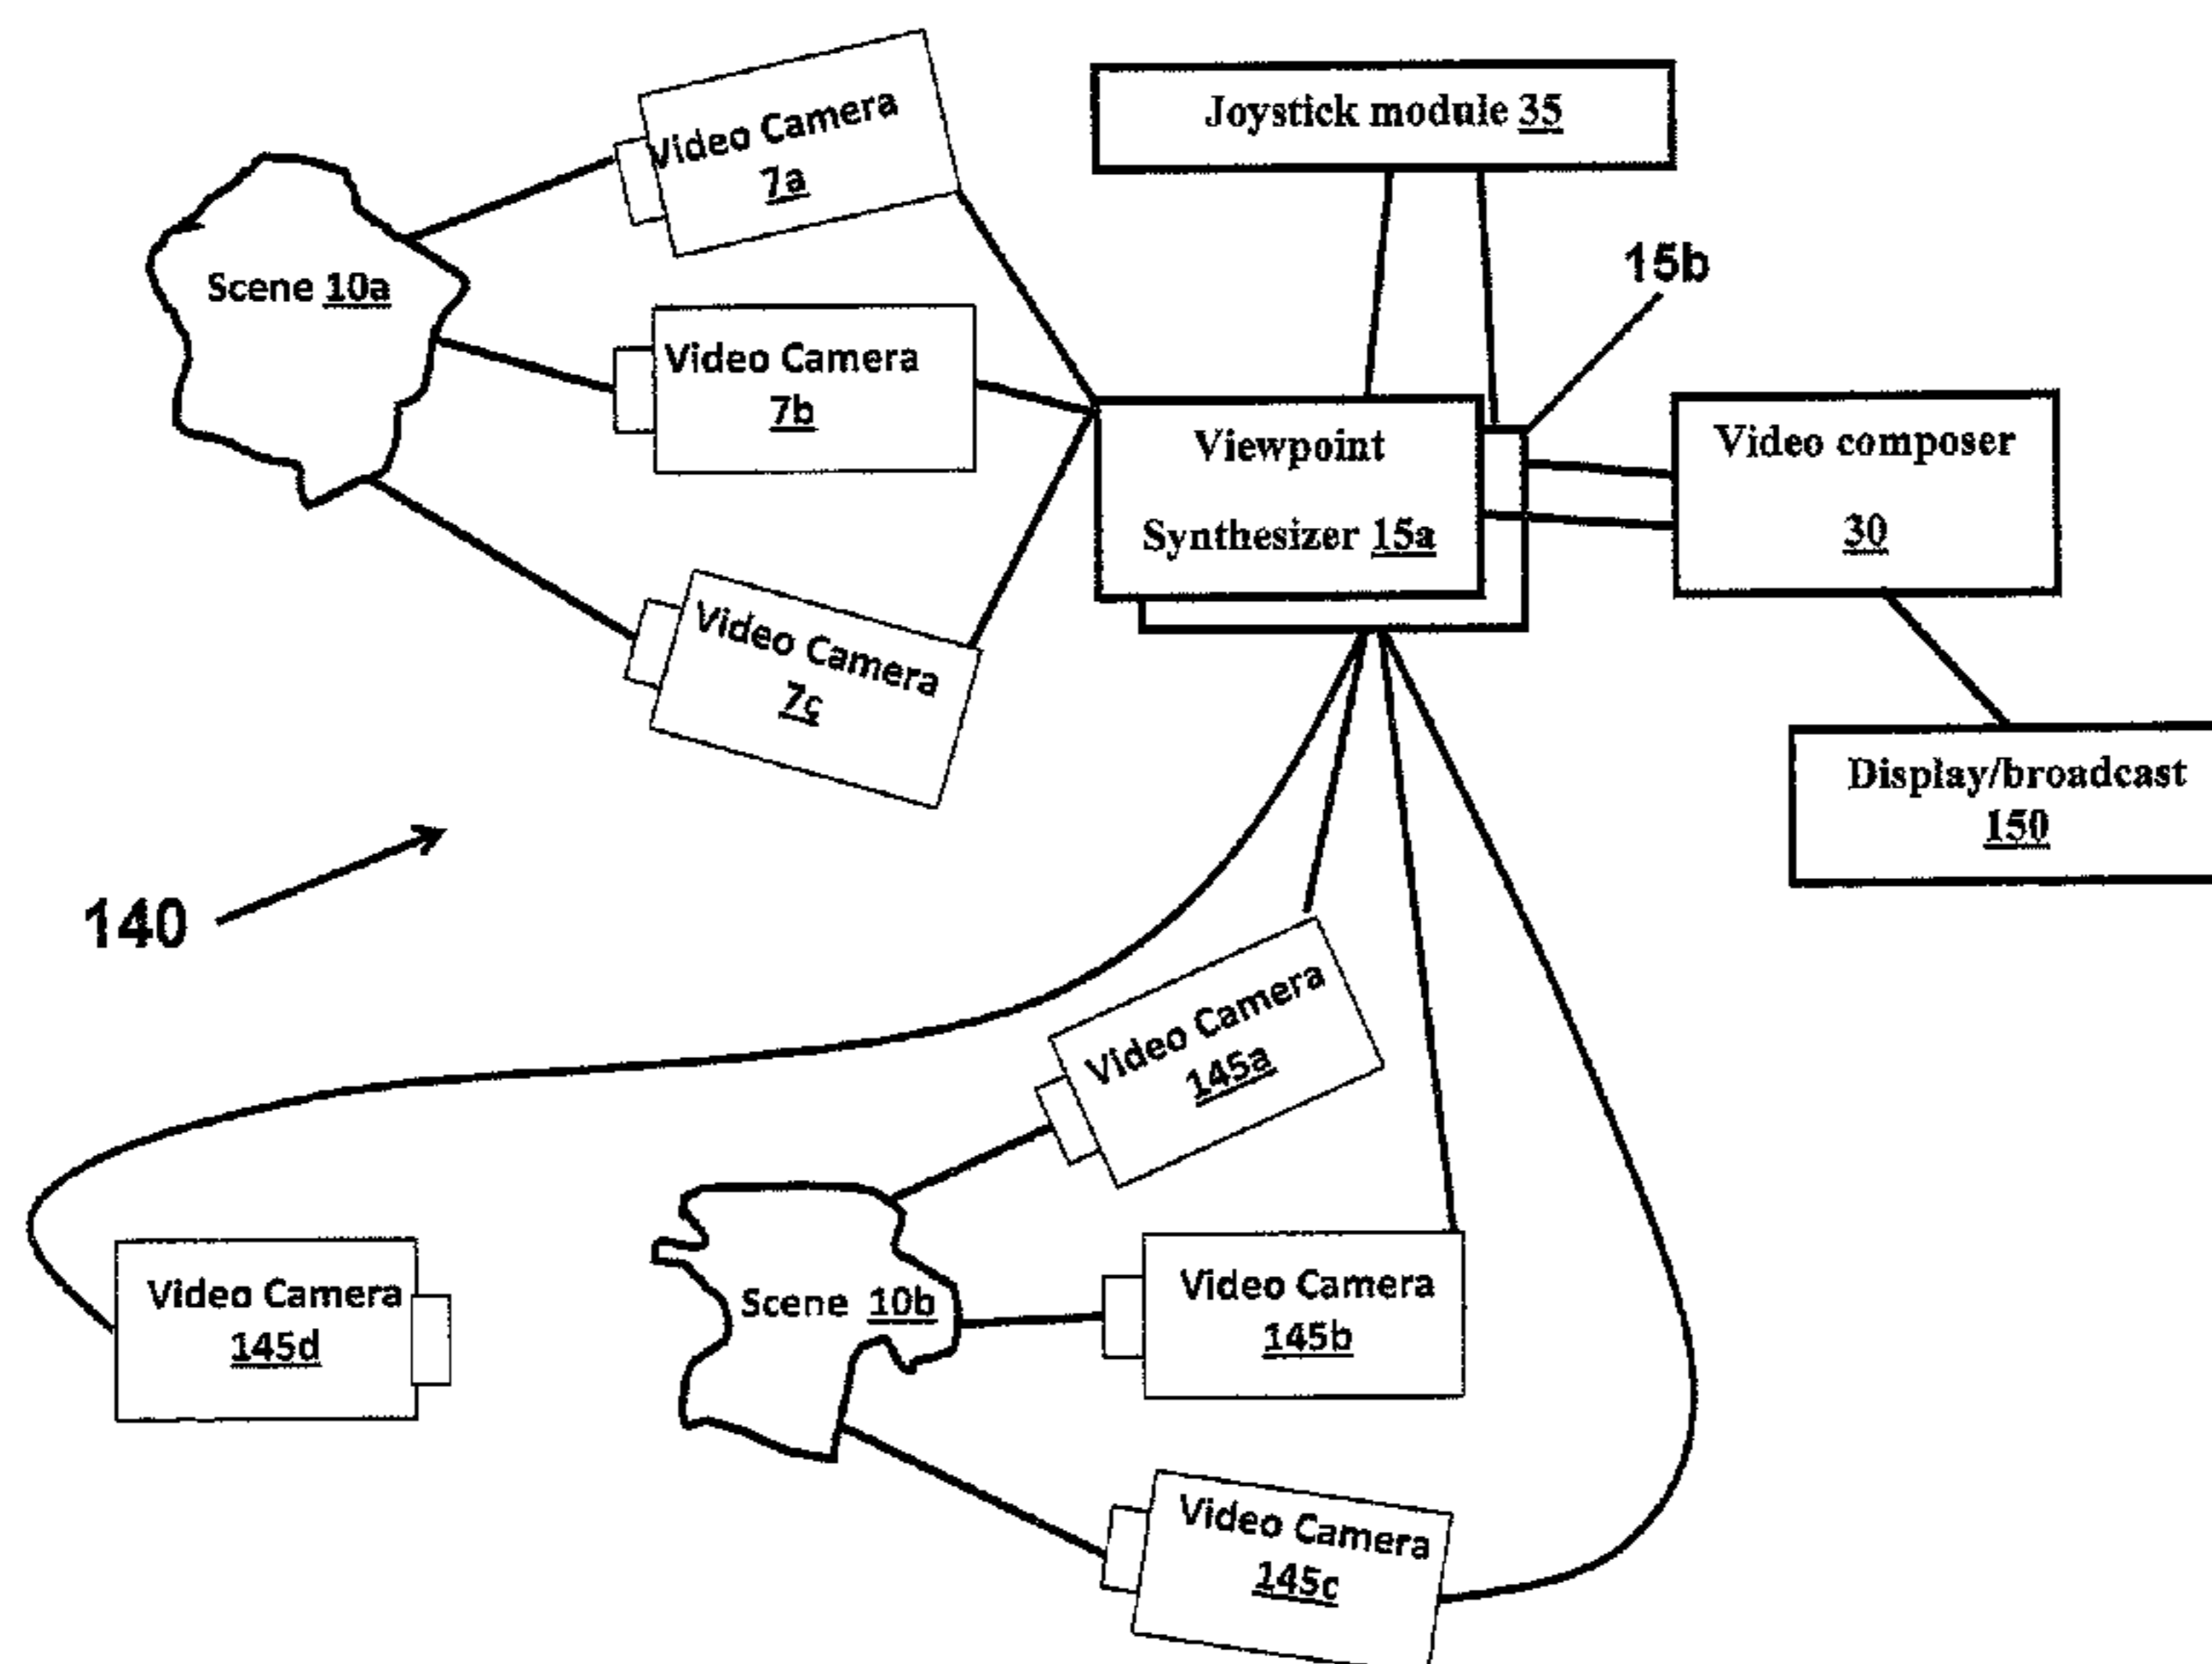 Video Camera
7a
Joystick module 35
15b
Scene 10a
Video Camera
7b
Viewpoint
Synthesizer 15a
Video composer
30
Video Camera
7c
Display/broadcast
150
140
Video Camera
145a
Video Camera
145d
Scene 10b
Video Camera
145b
Video Camera
145c